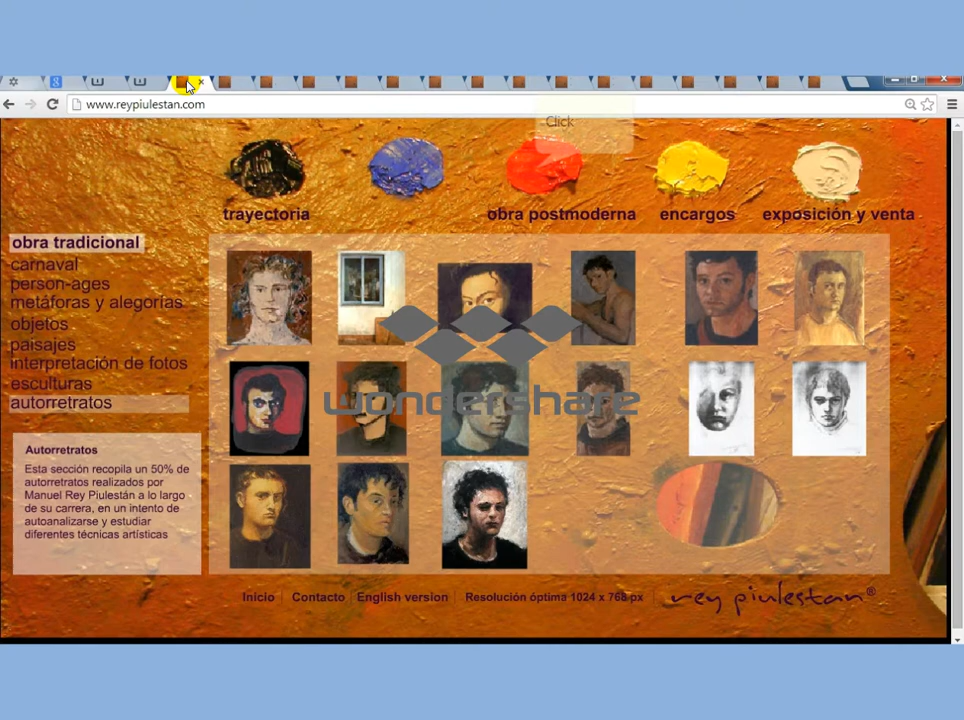 www.reypiulestan.com
Click
trayectoria
obra postmoderna
encargos
exposición y venta
obra tradicional
carnaval
person-ages
metáforas y alegorías
objetos
paisajes
interpretación de fotos
esculturas
autorretratos
wondershare
Autorretratos
Esta sección recopila un 50% de
autorretratos realizados por
Manuel Rey Piulestán a lo largo
de su carrera, en un intento de
autoanalizarse y estudiar
diferentes técnicas artísticas
Inicio
Contacto
English version
Resolución óptima 1024 x 768 px
rey piulestan®